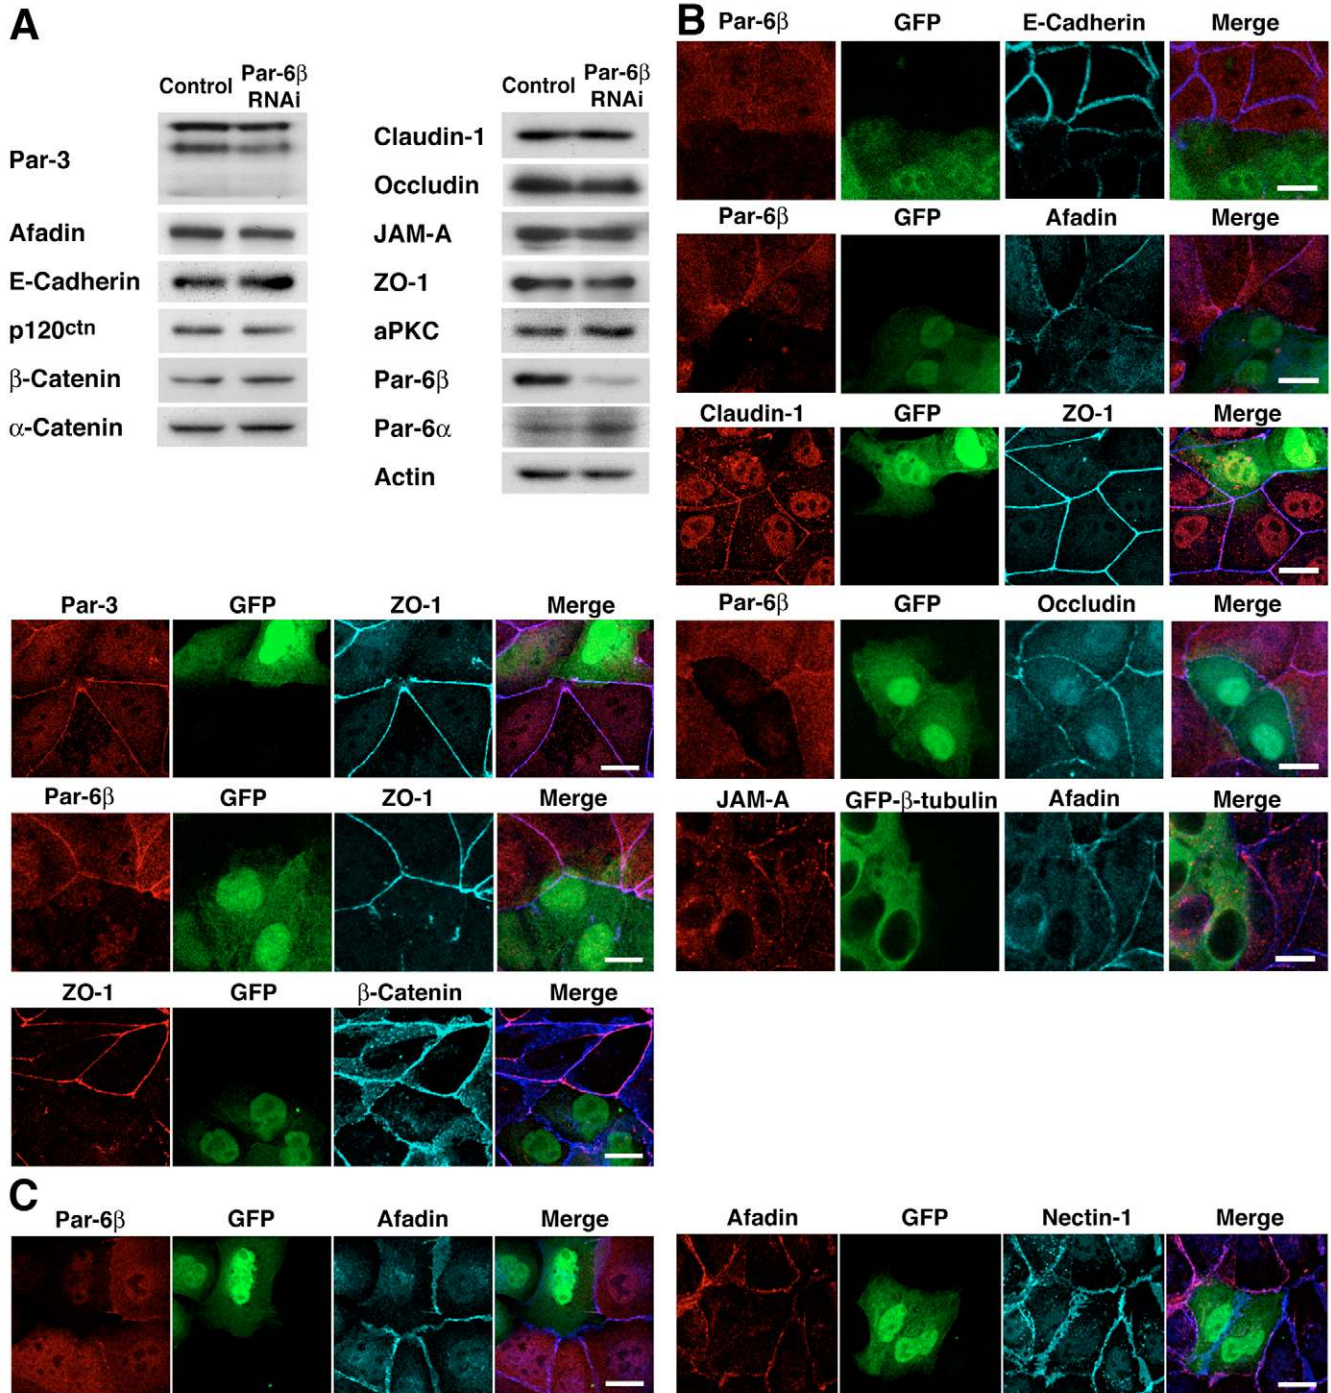 A
Control Par-6β RNAi
Par-3
Afadin
E-Cadherin
p120ctn
β-Catenin
α-Catenin
Control Par-6β RNAi
Claudin-1
Occludin
JAM-A
ZO-1
aPKC
Par-6β
Par-6α
Actin
Par-3 GFP ZO-1 Merge
Par-6β GFP ZO-1 Merge
ZO-1 GFP β-Catenin Merge
B
Par-6β GFP E-Cadherin Merge
Par-6β GFP Afadin Merge
Claudin-1 GFP ZO-1 Merge
Par-6β GFP Occludin Merge
JAM-A GFP-β-tubulin Afadin Merge
C
Par-6β GFP Afadin Merge
Afadin GFP Nectin-1 Merge